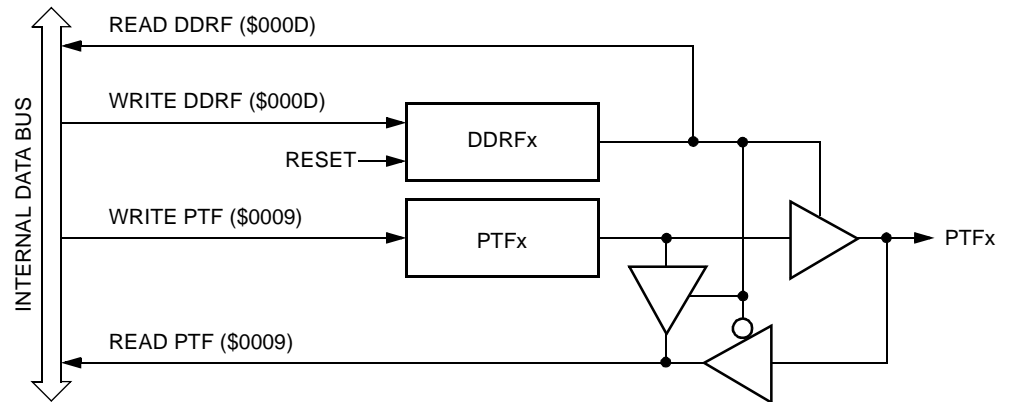 READ DDRF ($000D)
WRITE DDRF ($000D)
DDRFx
RESET
INTERNAL DATA BUS
WRITE PTF ($0009)
PTFx
PTFx
READ PTF ($0009)